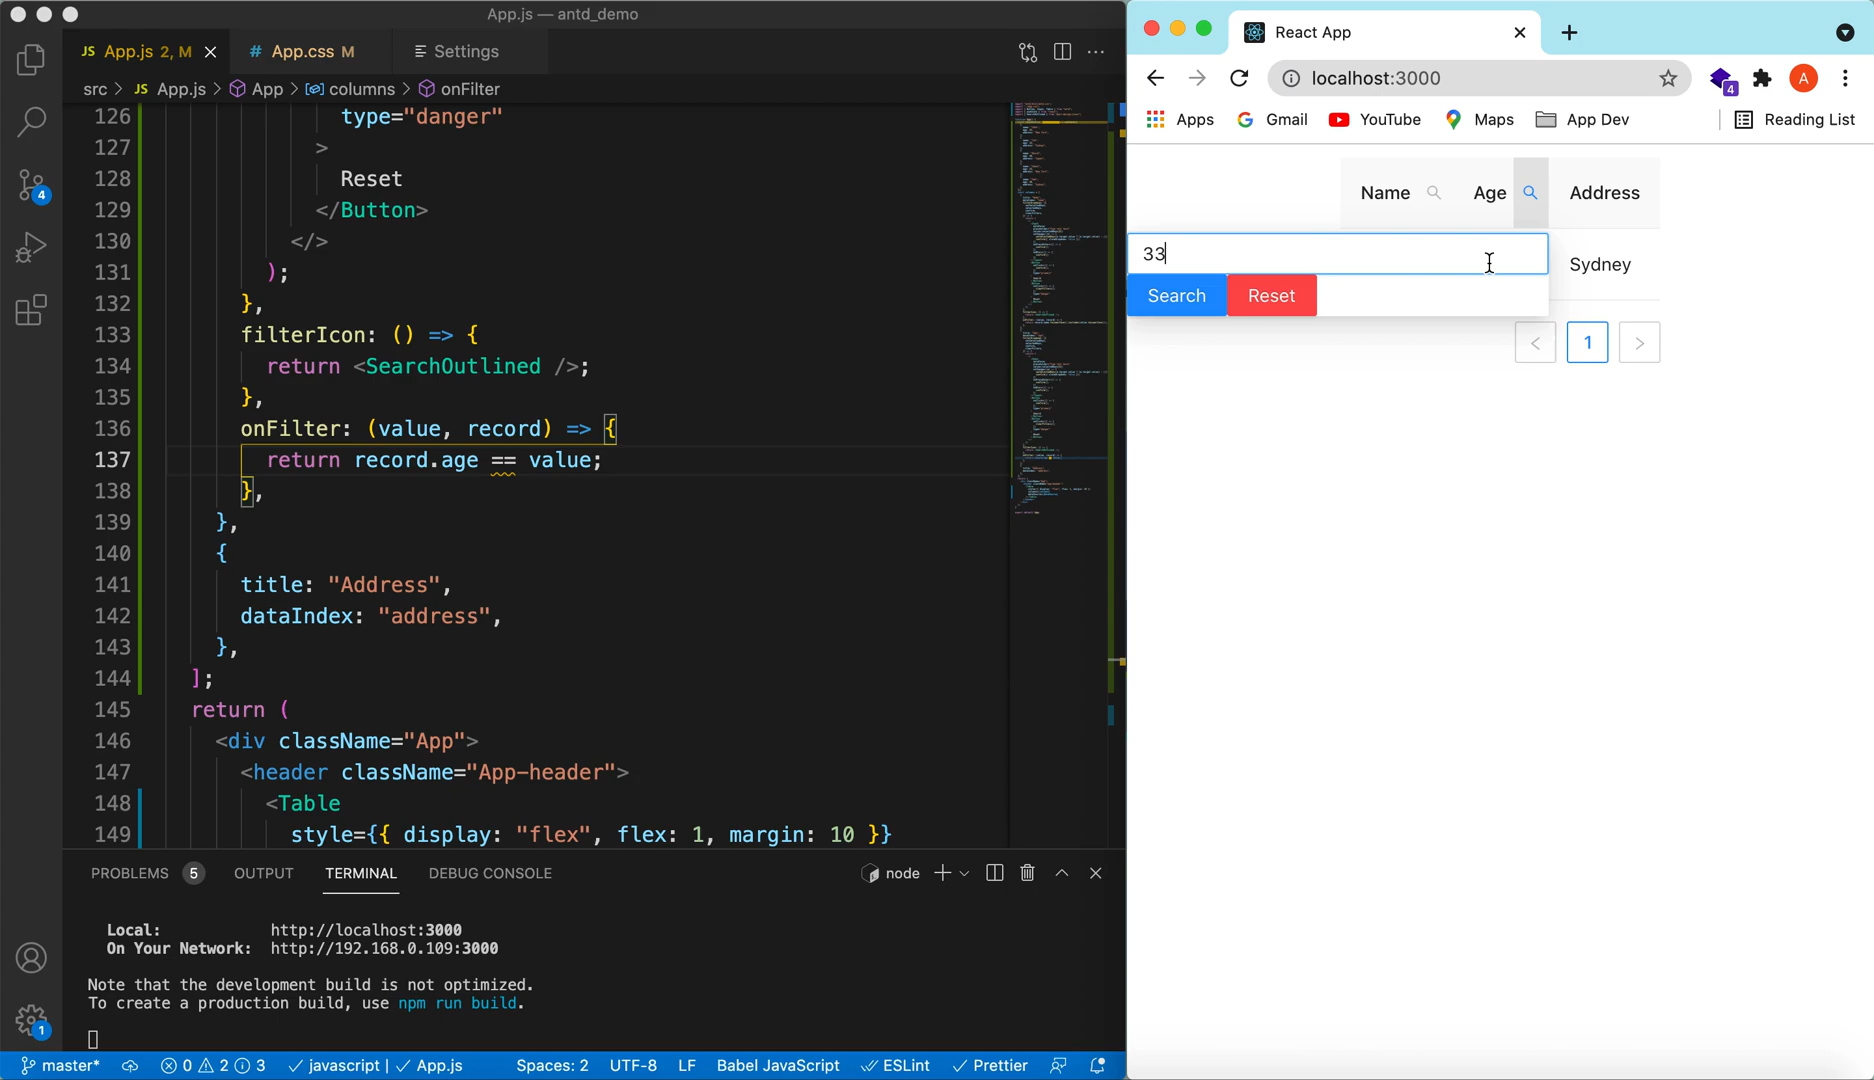 App.js — antd_demo
JS App.js 2, M
# App.css M
Settings
src > JS App.js > App > columns > onFilter
126 type="danger"
127 >
128 Reset
129 </Button>
130 </>
131 );
132 },
133 filterIcon: () => {
134 return <SearchOutlined />;
135 },
136 onFilter: (value, record) => {
137 return record.age == value;
138 },
139 },
140 {
141 title: "Address",
142 dataIndex: "address",
143 },
144 ];
145 return (
146 <div className="App">
147 <header className="App-header">
148 <Table
149 style={{ display: "flex", flex: 1, margin: 10 }}
PROBLEMS 5 OUTPUT TERMINAL DEBUG CONSOLE
node
Local: http://localhost:3000
On Your Network: http://192.168.0.109:3000
Note that the development build is not optimized.
To create a production build, use npm run build.
4
1
master* 0 2 3 javascript | App.js Spaces: 2 UTF-8 LF Babel JavaScript ESLint Prettier
React App
localhost:3000
4
A
Apps Gmail YouTube Maps App Dev Reading List
Name Age Address
33
Sydney
Search Reset
< 1 >